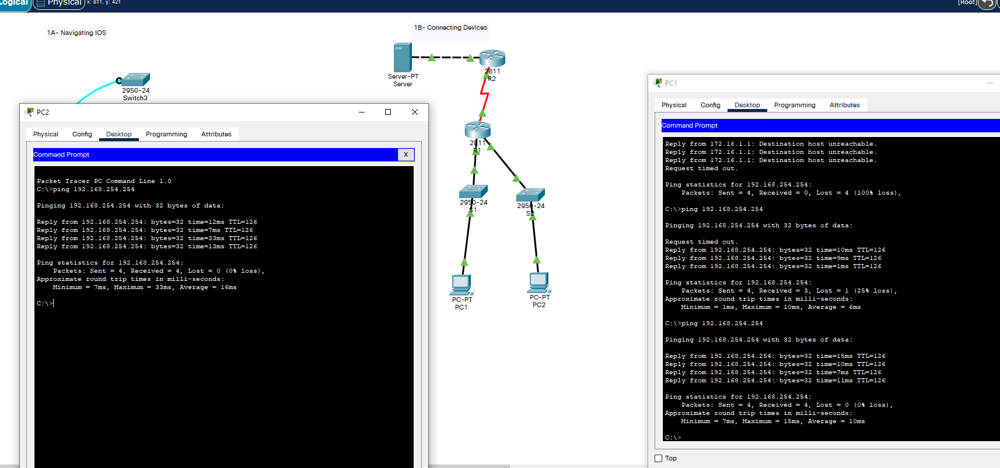 Logical
Physical
x: 811, y: 421
[Root]
1A- Navigating IOS
1B- Connecting Devices
Server-PT
Server
2811
R2
2950-24
Switch3
2811
R1
2950-24
S1
2950-24
S2
PC-PT
PC1
PC-PT
PC2
PC2
Physical Config Desktop Programming Attributes
Command Prompt
X
Packet Tracer PC Command Line 1.0
C:\>ping 192.168.254.254
Pinging 192.168.254.254 with 32 bytes of data:
Reply from 192.168.254.254: bytes=32 time=12ms TTL=126
Reply from 192.168.254.254: bytes=32 time=7ms TTL=126
Reply from 192.168.254.254: bytes=32 time=33ms TTL=126
Reply from 192.168.254.254: bytes=32 time=13ms TTL=126
Ping statistics for 192.168.254.254:
Packets: Sent = 4, Received = 4, Lost = 0 (0% loss),
Approximate round trip times in milli-seconds:
Minimum = 7ms, Maximum = 33ms, Average = 16ms
C:\>
PC1
Physical Config Desktop Programming Attributes
Command Prompt
Reply from 172.16.1.1: Destination host unreachable.
Reply from 172.16.1.1: Destination host unreachable.
Reply from 172.16.1.1: Destination host unreachable.
Request timed out.
Ping statistics for 192.168.254.254:
Packets: Sent = 4, Received = 0, Lost = 4 (100% loss),
C:\>ping 192.168.254.254
Pinging 192.168.254.254 with 32 bytes of data:
Request timed out.
Reply from 192.168.254.254: bytes=32 time=10ms TTL=126
Reply from 192.168.254.254: bytes=32 time=9ms TTL=126
Reply from 192.168.254.254: bytes=32 time=1ms TTL=126
Ping statistics for 192.168.254.254:
Packets: Sent = 4, Received = 3, Lost = 1 (25% loss),
Approximate round trip times in milli-seconds:
Minimum = 1ms, Maximum = 10ms, Average = 6ms
C:\>ping 192.168.254.254
Pinging 192.168.254.254 with 32 bytes of data:
Reply from 192.168.254.254: bytes=32 time=15ms TTL=126
Reply from 192.168.254.254: bytes=32 time=10ms TTL=126
Reply from 192.168.254.254: bytes=32 time=7ms TTL=126
Reply from 192.168.254.254: bytes=32 time=11ms TTL=126
Ping statistics for 192.168.254.254:
Packets: Sent = 4, Received = 4, Lost = 0 (0% loss),
Approximate round trip times in milli-seconds:
Minimum = 7ms, Maximum = 15ms, Average = 10ms
C:\>
Top